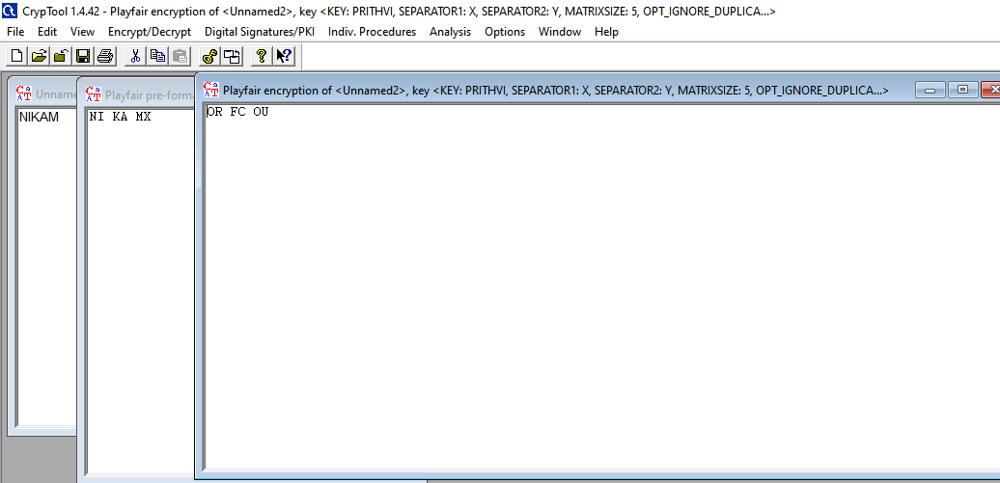 CrypTool 1.4.42 - Playfair encryption of <Unnamed2>, key <KEY: PRITHVI, SEPARATOR1: X, SEPARATOR2: Y, MATRIXSIZE: 5, OPT_IGNORE_DUPLICA...>
File Edit View Encrypt/Decrypt Digital Signatures/PKI Indiv. Procedures Analysis Options Window Help
Unname
Playfair pre-forma
Playfair encryption of <Unnamed2>, key <KEY: PRITHVI, SEPARATOR1: X, SEPARATOR2: Y, MATRIXSIZE: 5, OPT_IGNORE_DUPLICA...>
NIKAM
NI KA MX
OR FC OU